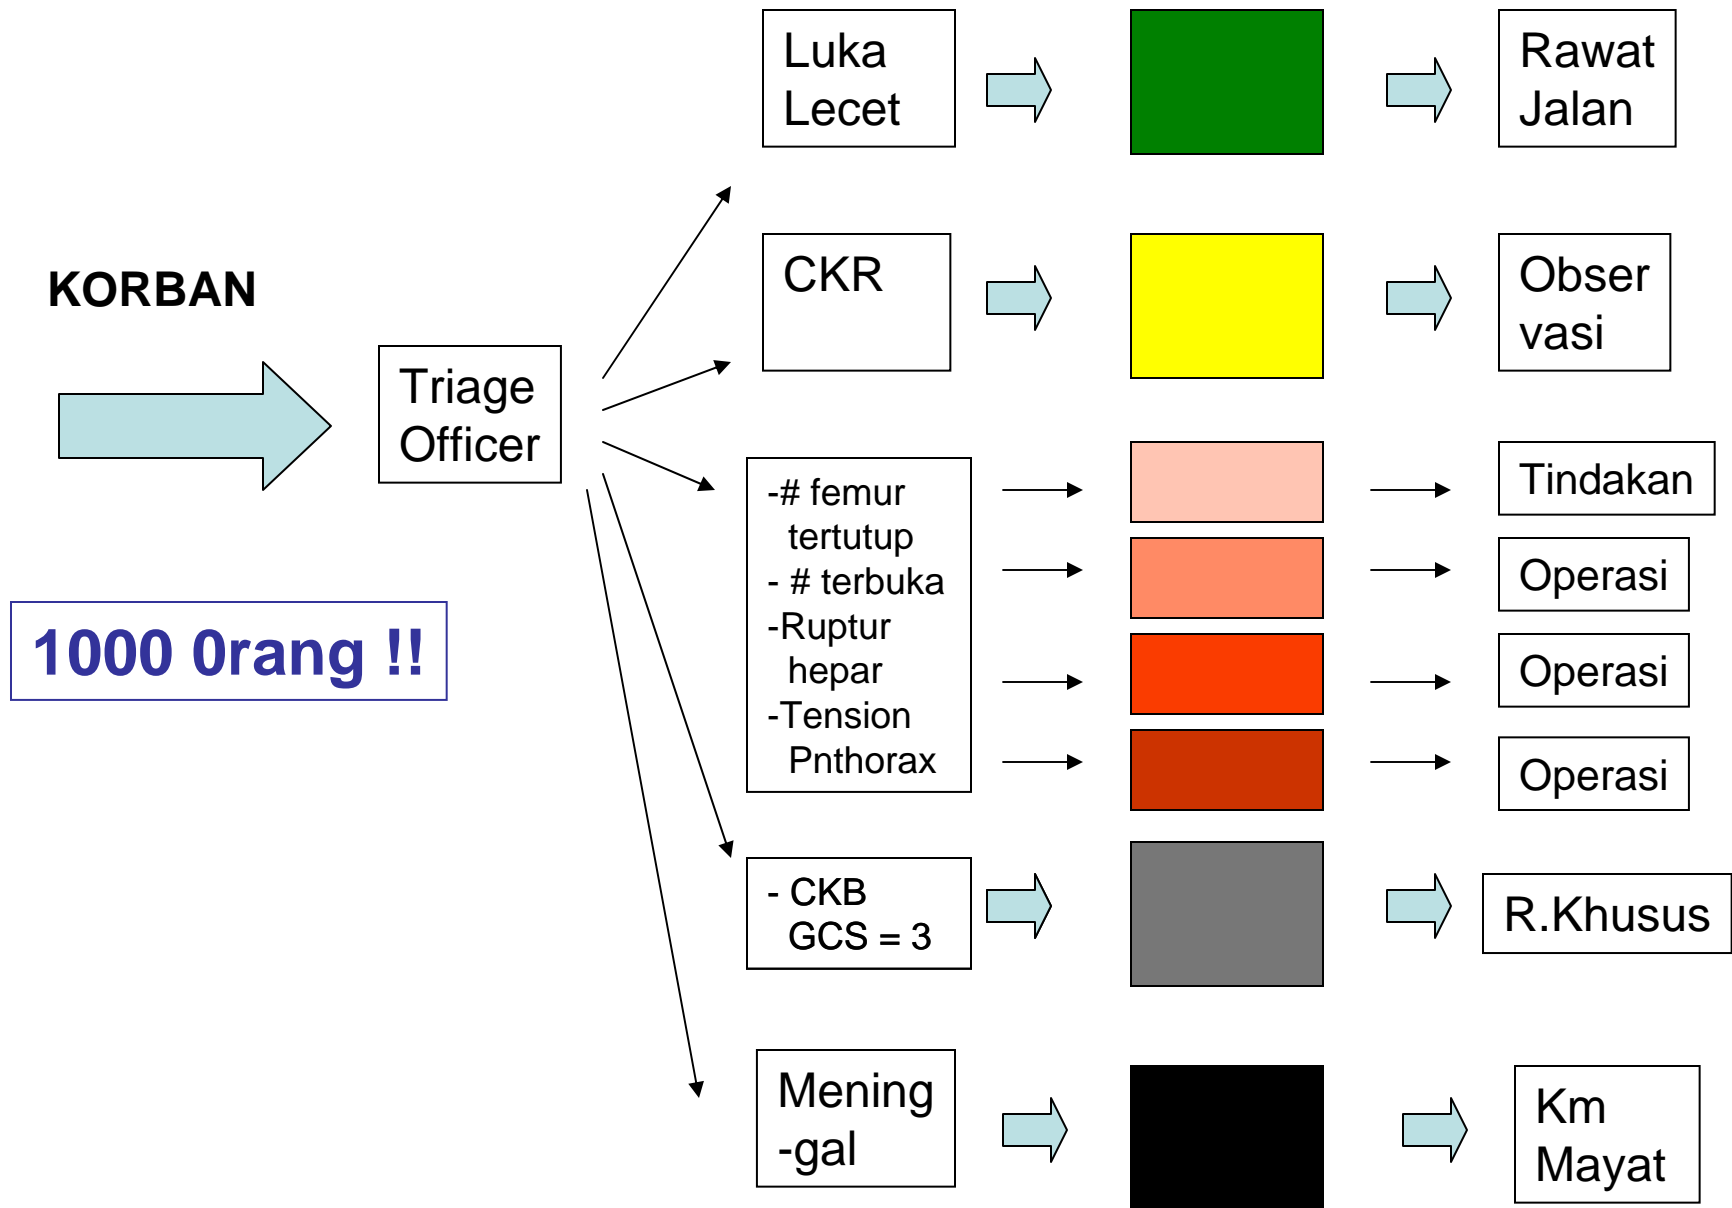 KORBAN
Triage
Officer
1000 0rang !!
Luka
Lecet
Rawat
Jalan
CKR
Obser
vasi
-# femur
tertutup
- # terbuka
-Ruptur
hepar
-Tension
Pnthorax
Tindakan
Operasi
Operasi
Operasi
- CKB
GCS = 3
R.Khusus
Mening
-gal
Km
Mayat